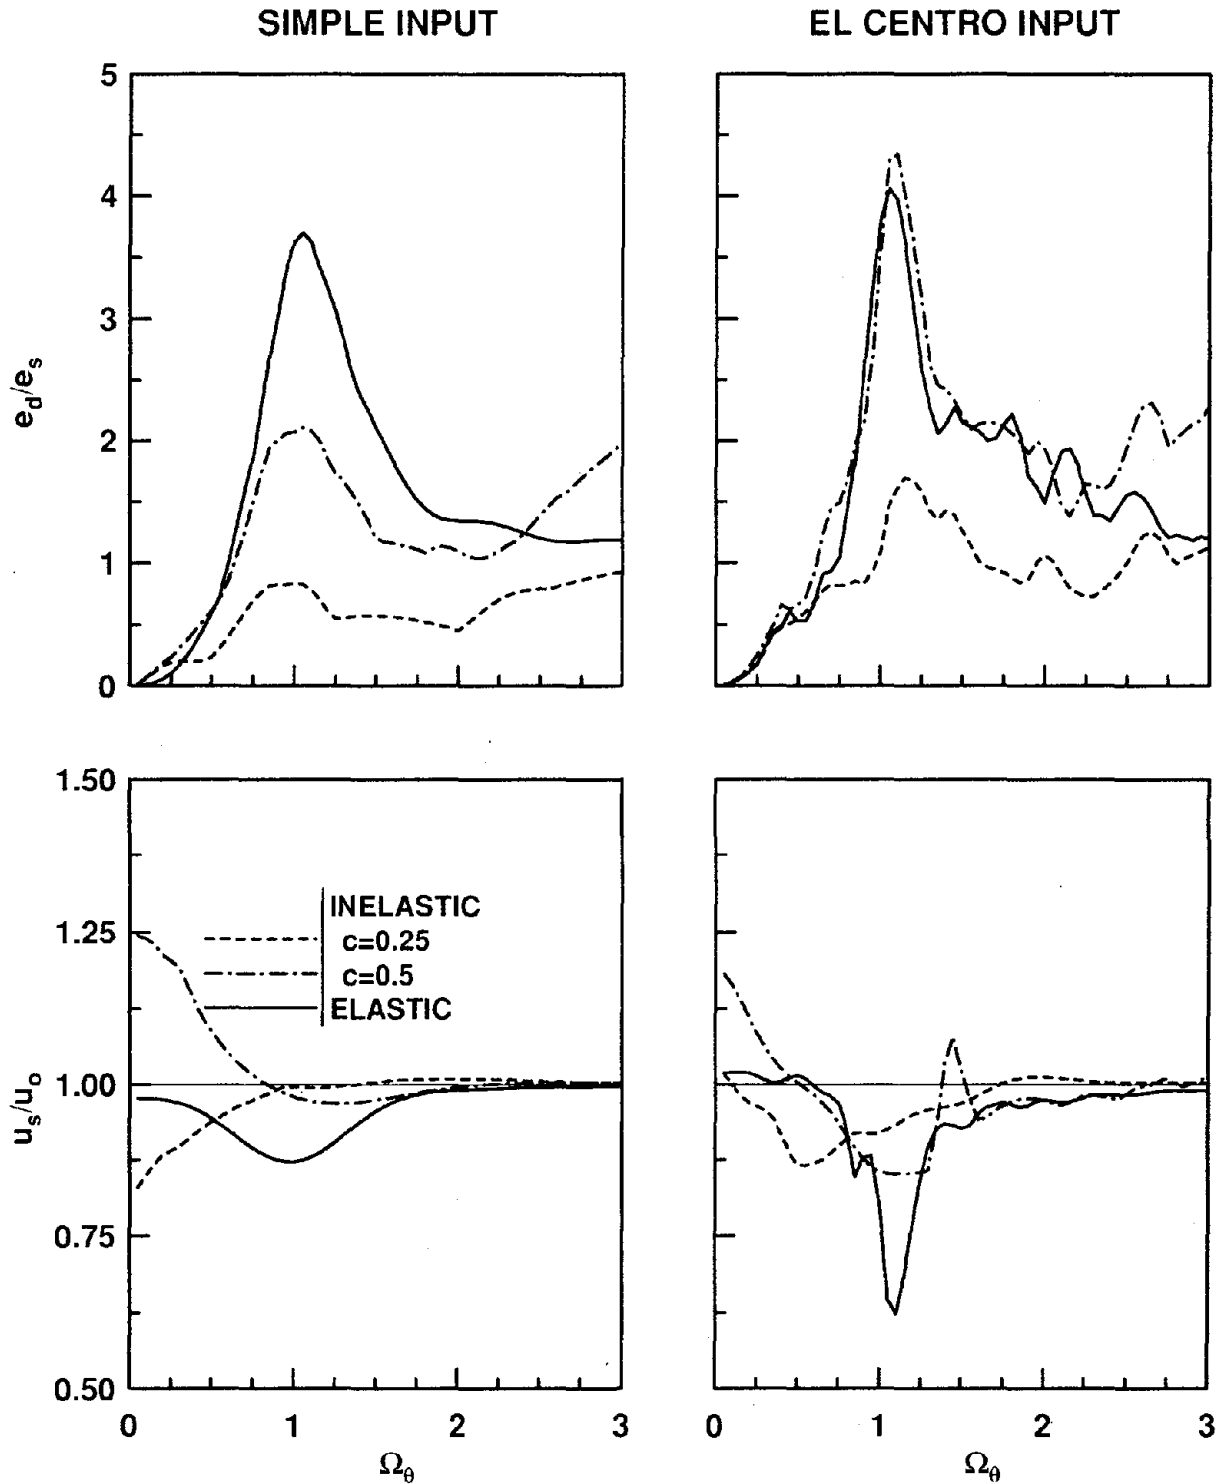 SIMPLE INPUT
EL CENTRO INPUT
5
4
3
2
1
0
e_d/e_s
1.50
1.25
1.00
0.75
0.50
u_s/u_o
INELASTIC
c=0.25
c=0.5
ELASTIC
0 1 2 3
Ω_θ
0 1 2 3
Ω_θ